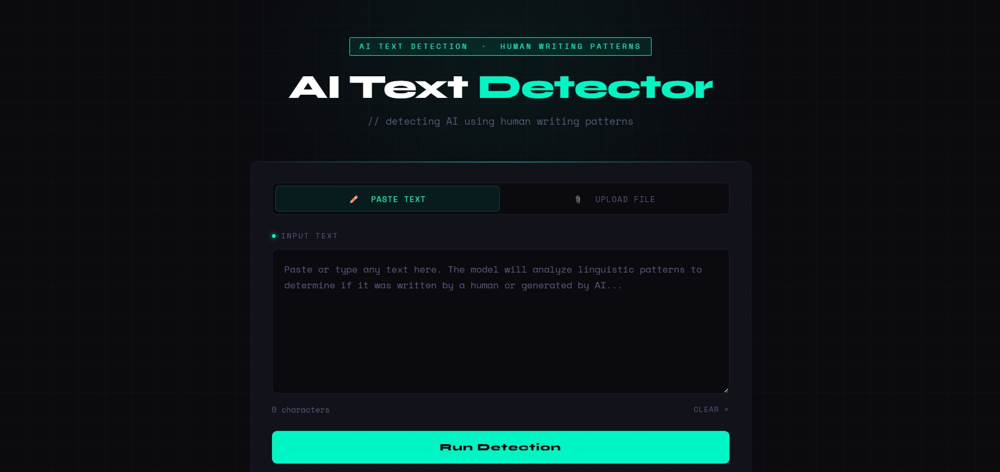 AI TEXT DETECTION · HUMAN WRITING PATTERNS
AI Text Detector
// detecting AI using human writing patterns
PASTE TEXT
UPLOAD FILE
INPUT TEXT
Paste or type any text here. The model will analyze linguistic patterns to
determine if it was written by a human or generated by AI...
0 characters
CLEAR ×
Run Detection